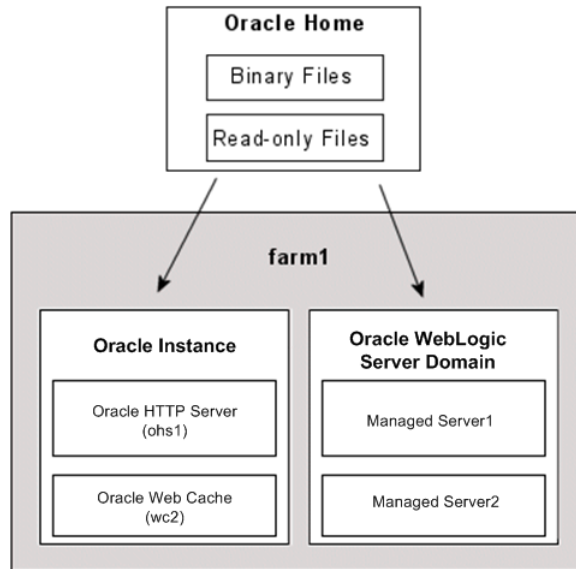 Oracle Home
Binary Files
Read-only Files
farm1
Oracle Instance
Oracle HTTP Server
(ohs1)
Oracle Web Cache
(wc2)
Oracle WebLogic
Server Domain
Managed Server1
Managed Server2